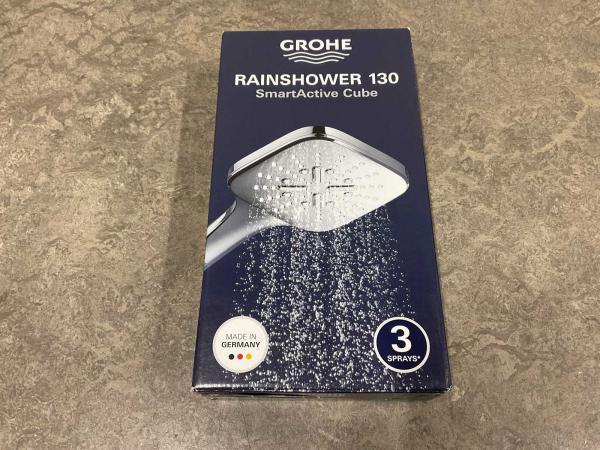 GROHE
RAINSHOWER 130
SmartActive Cube
MADE IN
GERMANY
3
SPRAYS*